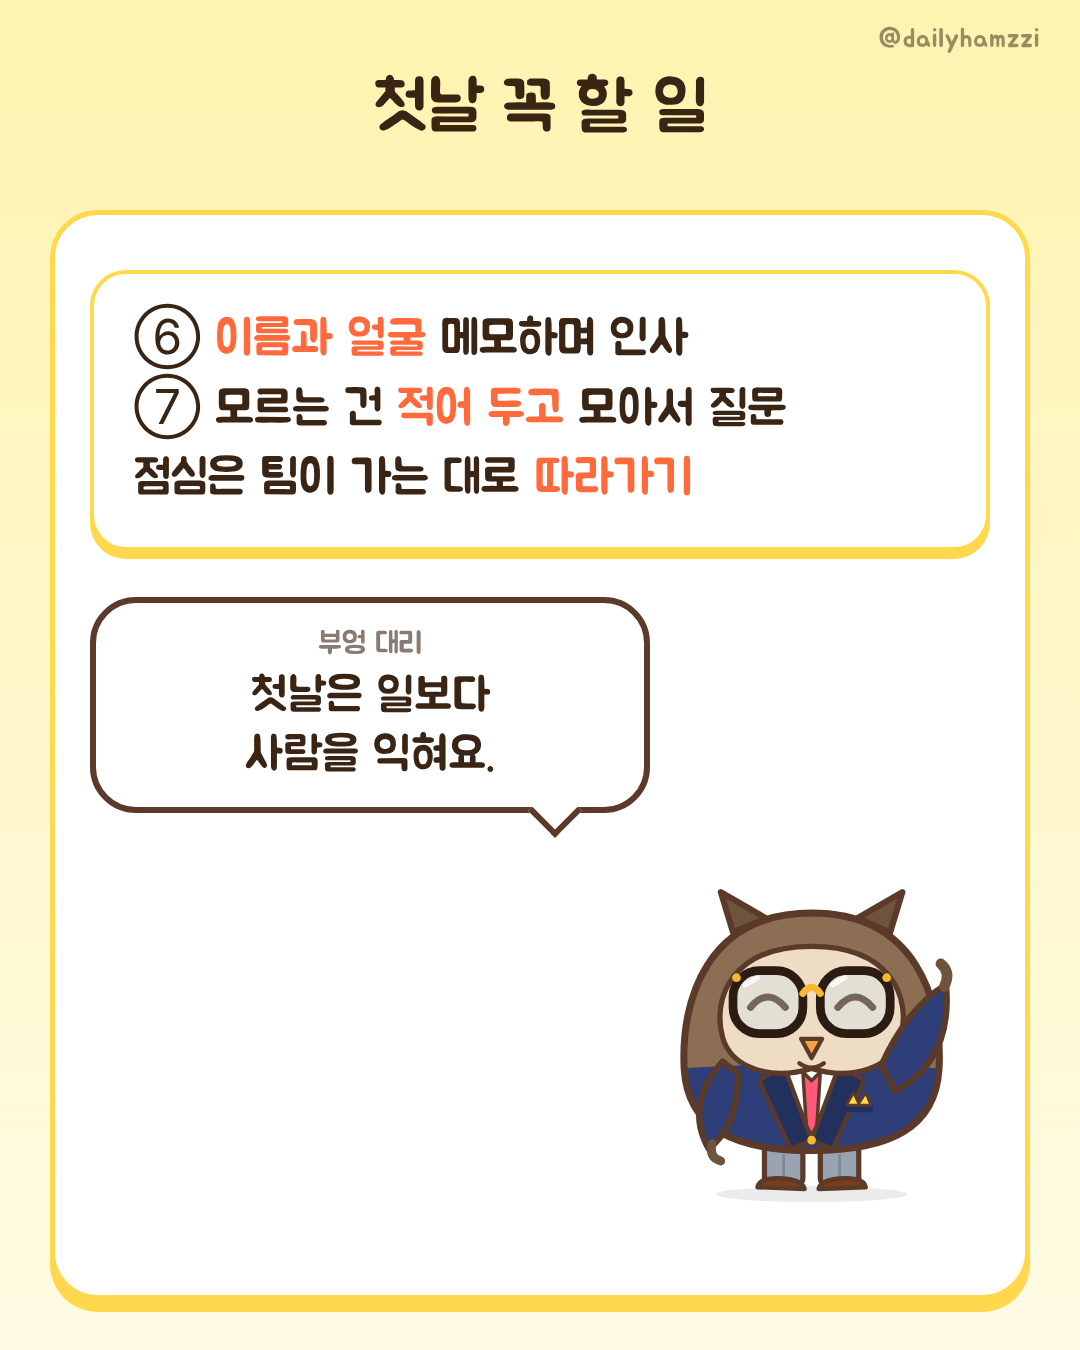 @dailyhamzzi
첫날 꼭 할 일
⑥ 이름과 얼굴 메모하며 인사
⑦ 모르는 건 적어 두고 모아서 질문
점심은 팀이 가는 대로 따라가기
부엉 대리
첫날은 일보다
사람을 익혀요.